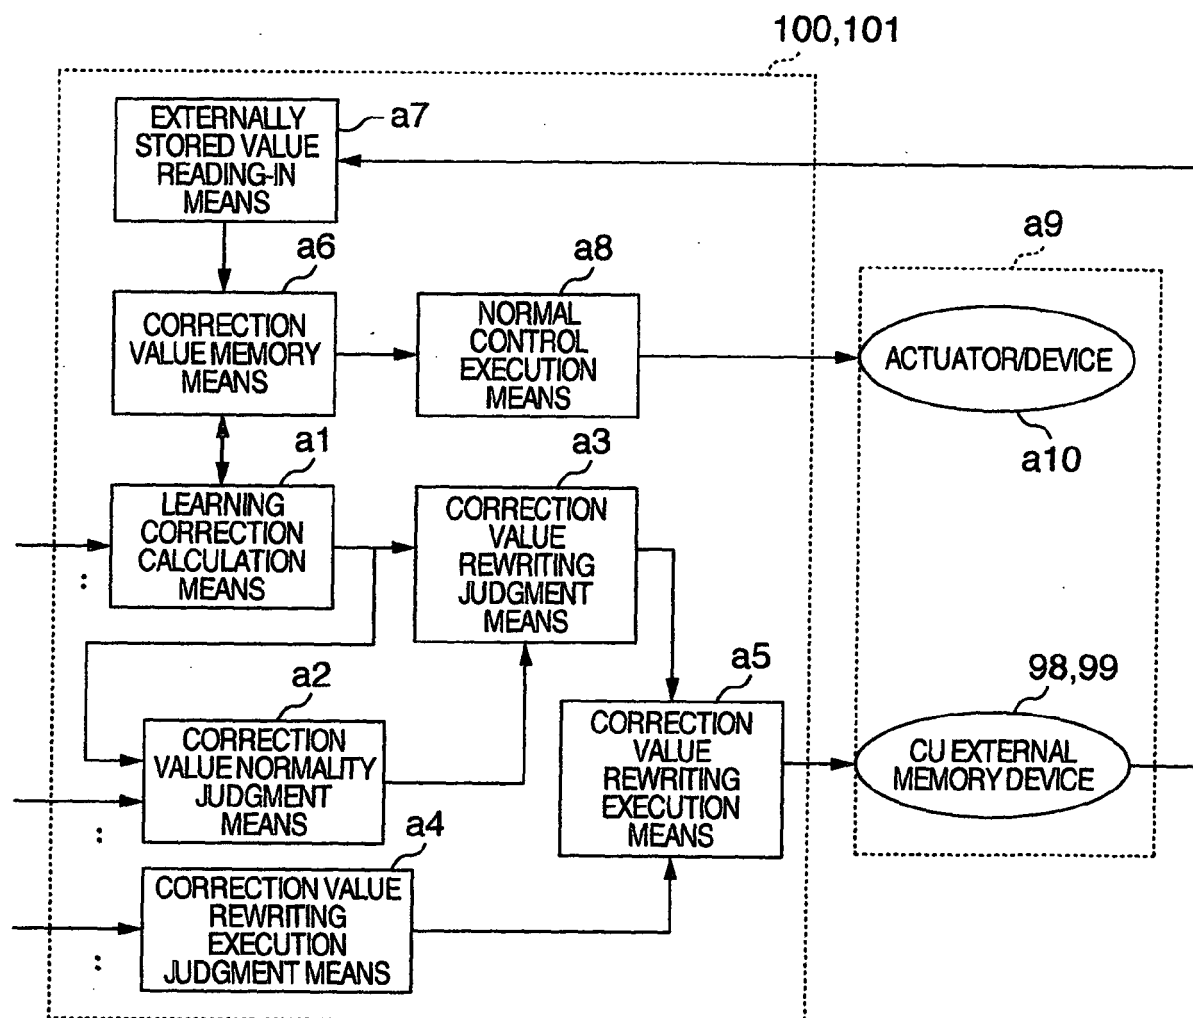 100,101
EXTERNALLY
STORED VALUE
READING-IN
MEANS
a7
a6
CORRECTION
VALUE MEMORY
MEANS
a8
NORMAL
CONTROL
EXECUTION
MEANS
a9
ACTUATOR/DEVICE
a10
a1
LEARNING
CORRECTION
CALCULATION
MEANS
:
a3
CORRECTION
VALUE
REWRITING
JUDGMENT
MEANS
a2
CORRECTION
VALUE NORMALITY
JUDGMENT
MEANS
:
a5
CORRECTION
VALUE
REWRITING
EXECUTION
MEANS
98,99
CU EXTERNAL
MEMORY DEVICE
a4
CORRECTION VALUE
REWRITING
EXECUTION
JUDGMENT MEANS
: